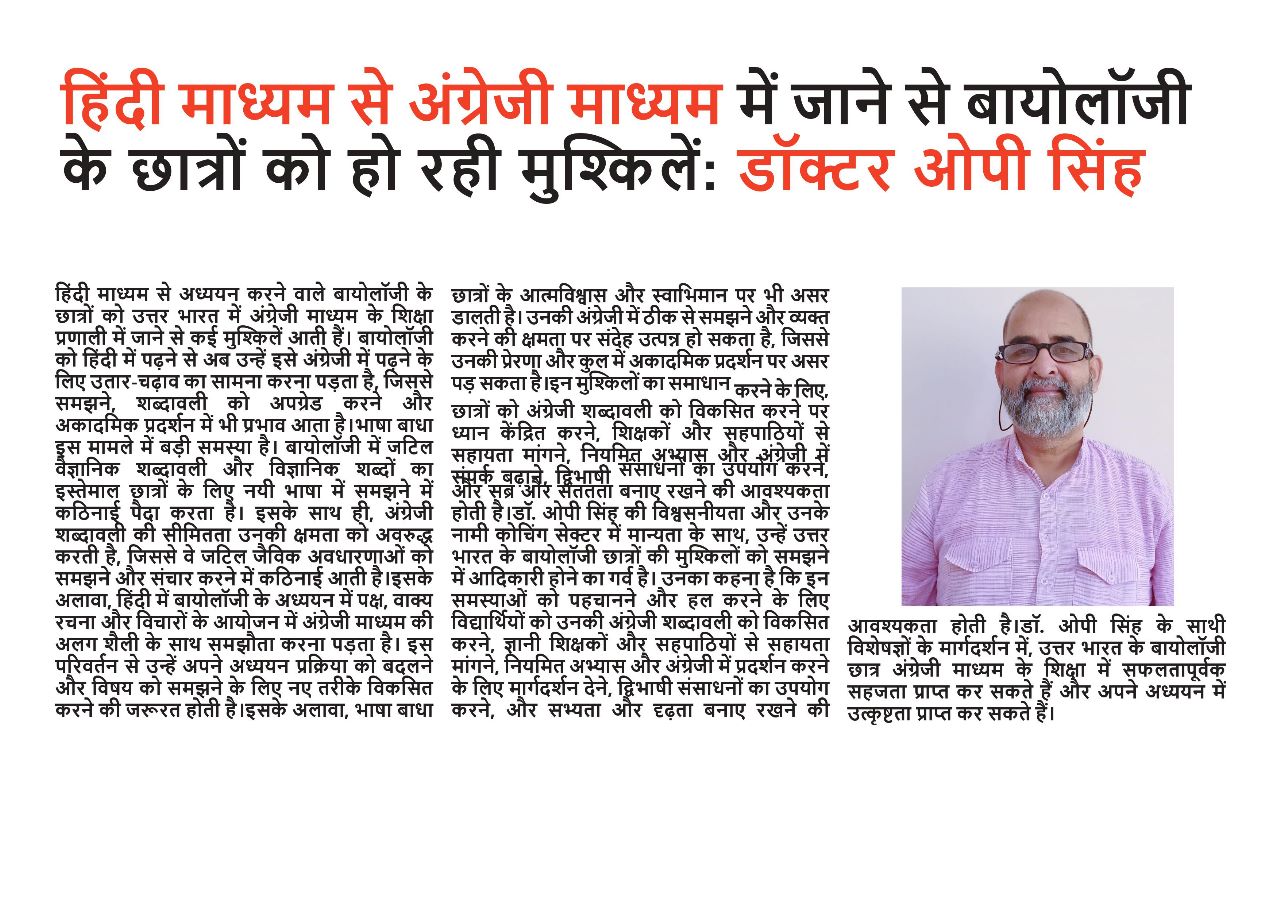 हिंदी माध्यम से अंग्रेजी माध्यम में जाने से बायोलॉजी
के छात्रों को हो रही मुश्किलें: डॉक्टर ओपी सिंह
हिंदी माध्यम से अध्ययन करने वाले बायोलॉजी के
छात्रों को उत्तर भारत में अंग्रेजी माध्यम के शिक्षा
प्रणाली में जाने से कई मुश्किलें आती हैं। बायोलॉजी
को हिंदी में पढ़ने से अब उन्हें इसे अंग्रेजी में पढ़ने के
लिए उतार-चढ़ाव का सामना करना पड़ता है, जिससे
समझने, शब्दावली को अपग्रेड करने और
अकादमिक प्रदर्शन में भी प्रभाव आता है।भाषा बाधा
इस मामले में बड़ी समस्या है। बायोलॉजी में जटिल
वैज्ञानिक शब्दावली और विज्ञानिक शब्दों का
इस्तेमाल छात्रों के लिए नयी भाषा में समझने में
कठिनाई पैदा करता है। इसके साथ ही, अंग्रेजी
शब्दावली की सीमितता उनकी क्षमता को अवरुद्ध
करती है, जिससे वे जटिल जैविक अवधारणाओं को
समझने और संचार करने में कठिनाई आती है।इसके
अलावा, हिंदी में बायोलॉजी के अध्ययन में पक्ष, वाक्य
रचना और विचारों के आयोजन में अंग्रेजी माध्यम की
अलग शैली के साथ समझौता करना पड़ता है। इस
परिवर्तन से उन्हें अपने अध्ययन प्रक्रिया को बदलने
और विषय को समझने के लिए नए तरीके विकसित
करने की जरूरत होती है।इसके अलावा, भाषा बाधा
छात्रों के आत्मविश्वास और स्वाभिमान पर भी असर
डालती है। उनकी अंग्रेजी में ठीक से समझने और व्यक्त
करने की क्षमता पर संदेह उत्पन्न हो सकता है, जिससे
उनकी प्रेरणा और कुल में अकादमिक प्रदर्शन पर असर
पड़ सकता है।इन मुश्किलों का समाधान करने के लिए,
छात्रों को अंग्रेजी शब्दावली को विकसित करने पर
ध्यान केंद्रित करने, शिक्षकों और सहपाठियों से
सहायता मांगने, नियमित अभ्यास और अंग्रेजी में
संपर्क बढ़ाने, द्विभाषी संसाधनों का उपयोग करने,
और सब्र और सततता बनाए रखने की आवश्यकता
होती है।डॉ. ओपी सिंह की विश्वसनीयता और उनके
नामी कोचिंग सेक्टर में मान्यता के साथ, उन्हें उत्तर
भारत के बायोलॉजी छात्रों की मुश्किलों को समझने
में आदिकारी होने का गर्व है। उनका कहना है कि इन
समस्याओं को पहचानने और हल करने के लिए
विद्यार्थियों को उनकी अंग्रेजी शब्दावली को विकसित
करने, ज्ञानी शिक्षकों और सहपाठियों से सहायता
मांगने, नियमित अभ्यास और अंग्रेजी में प्रदर्शन करने
के लिए मार्गदर्शन देने, द्विभाषी संसाधनों का उपयोग
करने, और सभ्यता और दृढ़ता बनाए रखने की
आवश्यकता होती है।डॉ. ओपी सिंह के साथी
विशेषज्ञों के मार्गदर्शन में, उत्तर भारत के बायोलॉजी
छात्र अंग्रेजी माध्यम के शिक्षा में सफलतापूर्वक
सहजता प्राप्त कर सकते हैं और अपने अध्ययन में
उत्कृष्टता प्राप्त कर सकते हैं।